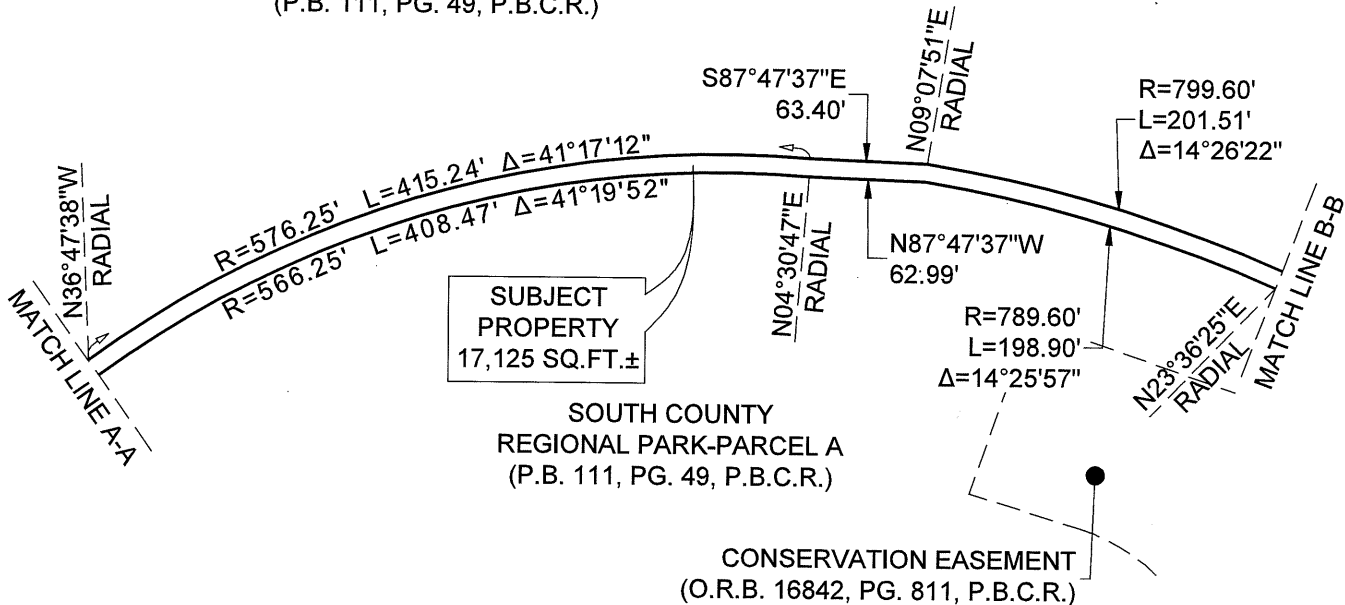 (P.B. 111, PG. 49, P.B.C.R.)
S87°47'37"E
63.40'
N09°07'51"E
RADIAL
R=799.60'
L=201.51'
Δ=14°26'22"
N36°47'38"W
RADIAL
R=576.25' L=415.24' Δ=41°17'12"
R=566.25' L=408.47' Δ=41°19'52"
N04°30'47"E
RADIAL
N87°47'37"W
62.99'
MATCH LINE A-A
SUBJECT
PROPERTY
17,125 SQ.FT.±
R=789.60'
L=198.90'
Δ=14°25'57"
N23°36'25"E
RADIAL
MATCH LINE B-B
SOUTH COUNTY
REGIONAL PARK-PARCEL A
(P.B. 111, PG. 49, P.B.C.R.)
CONSERVATION EASEMENT
(O.R.B. 16842, PG. 811, P.B.C.R.)